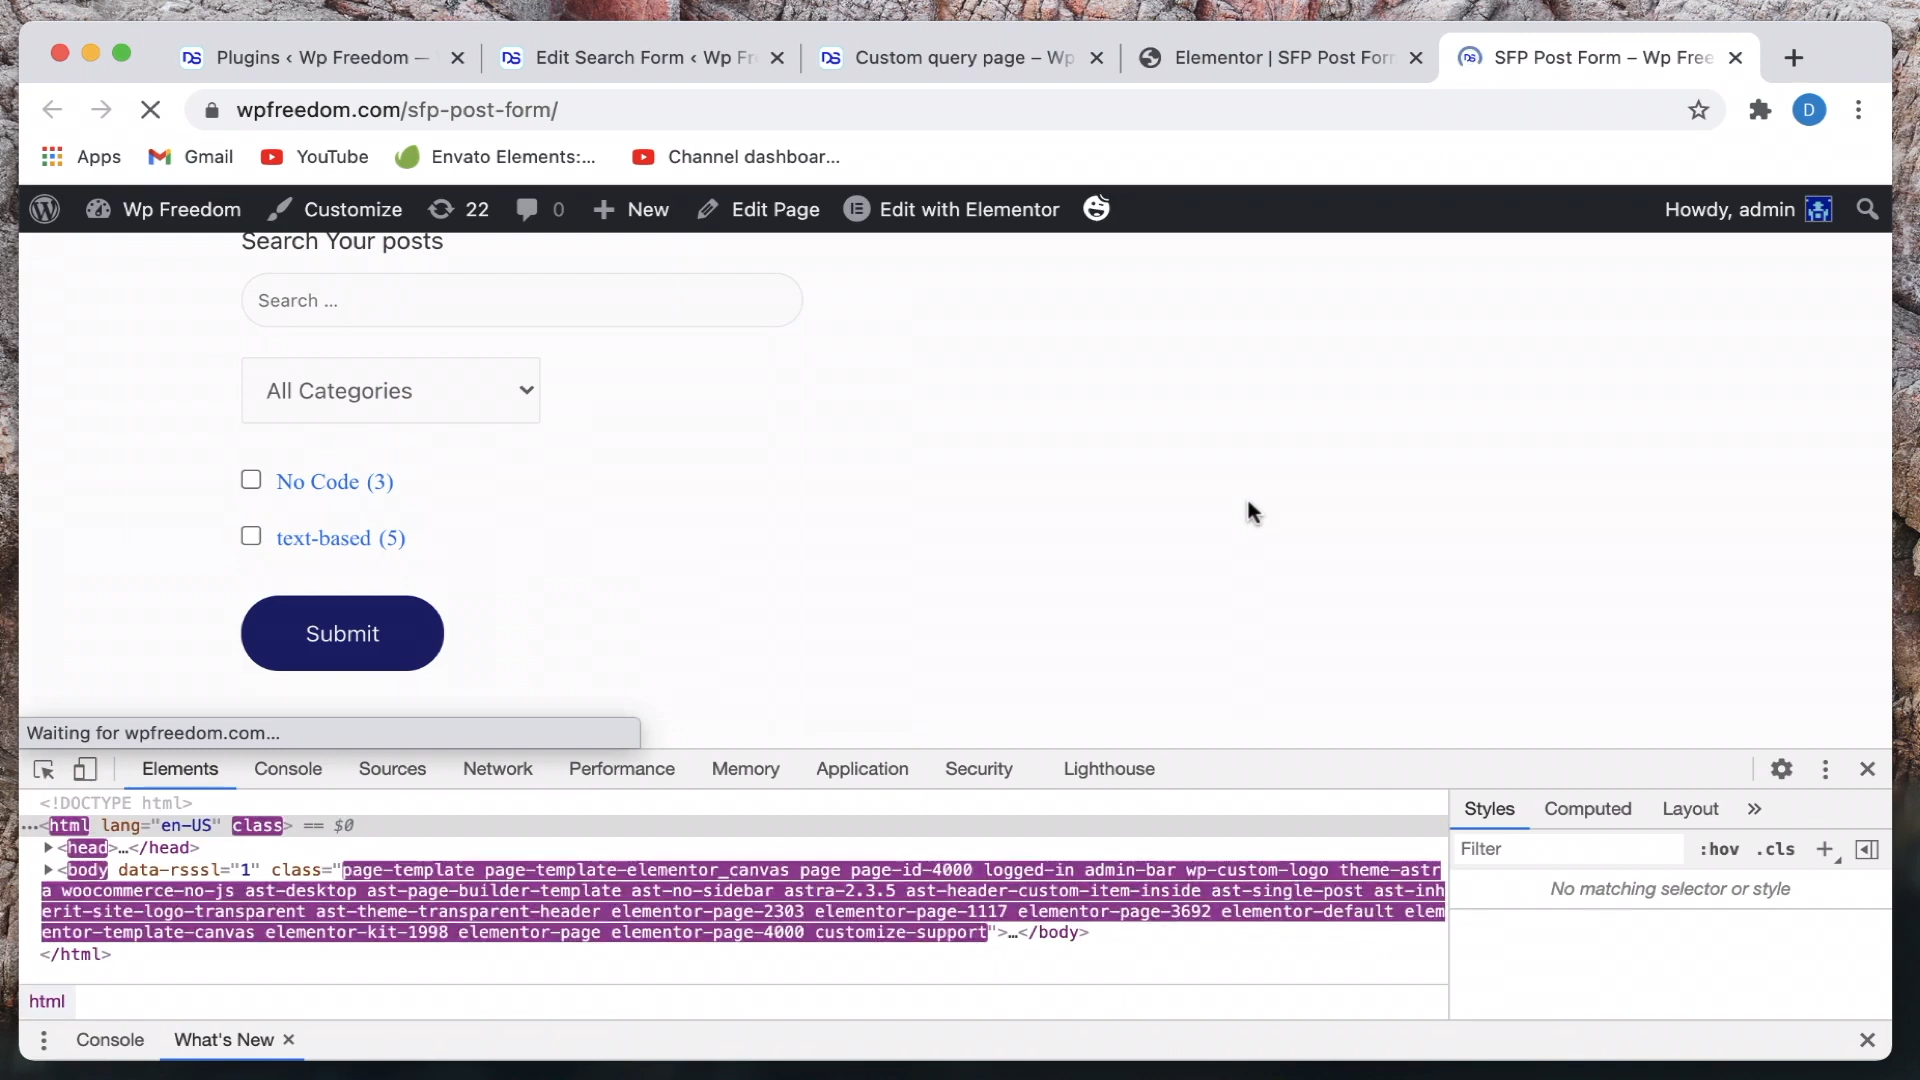 Plugins ‹ Wp Freedom —
Edit Search Form ‹ Wp Fr
Custom query page – Wp
Elementor | SFP Post For
SFP Post Form – Wp Free
wpfreedom.com/sfp-post-form/
D
Apps
Gmail
YouTube
Envato Elements:...
Channel dashboar...
Wp Freedom
Customize
22
0
New
Edit Page
Edit with Elementor
Howdy, admin
Search Your posts
Search ...
All Categories
No Code (3)
text-based (5)
Submit
Waiting for wpfreedom.com...
Elements
Console
Sources
Network
Performance
Memory
Application
Security
Lighthouse
<!DOCTYPE html>
...<html lang="en-US" class> == $0
<head>…</head>
<body data-rsssl="1" class="page-template page-template-elementor_canvas page page-id-4000 logged-in admin-bar wp-custom-logo theme-astr
a woocommerce-no-js ast-desktop ast-page-builder-template ast-no-sidebar astra-2.3.5 ast-header-custom-item-inside ast-single-post ast-inh
erit-site-logo-transparent ast-theme-transparent-header elementor-page-2303 elementor-page-1117 elementor-page-3692 elementor-default elem
entor-template-canvas elementor-kit-1998 elementor-page elementor-page-4000 customize-support">…</body>
</html>
html
Styles
Computed
Layout
Filter
:hov
.cls
No matching selector or style
Console
What's New